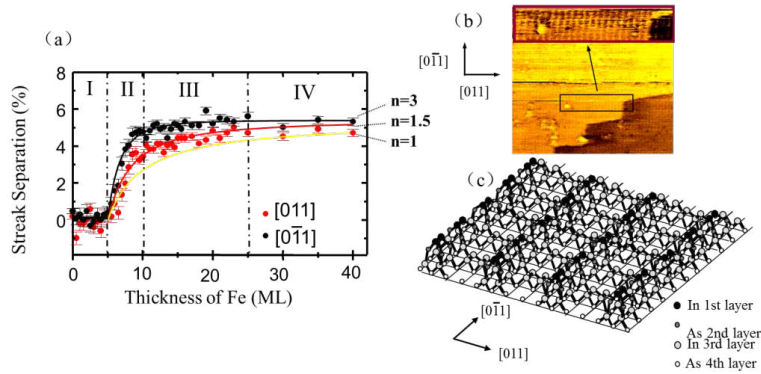 (a)
I II III IV
8
6
4
2
0
Streak Separation (%)
n=3
n=1.5
n=1
[011]
[01̅1]
0 10 20 30 40
Thickness of Fe (ML)
(b)
[01̅1]
[011]
(c)
[01̅1]
[011]
In 1st layer
As 2nd layer
In 3rd layer
As 4th layer